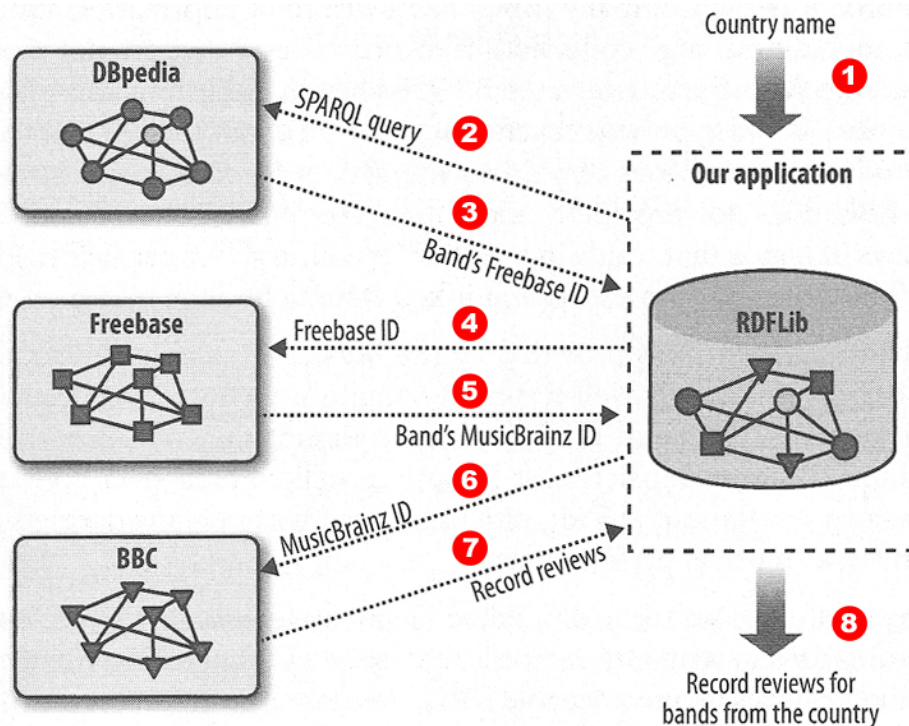 Country name
1
DBpedia
SPARQL query
2
3
Band's Freebase ID
Our application
RDFLib
Freebase
Freebase ID
4
5
Band's MusicBrainz ID
MusicBrainz ID
6
7
Record reviews
BBC
8
Record reviews for
bands from the country